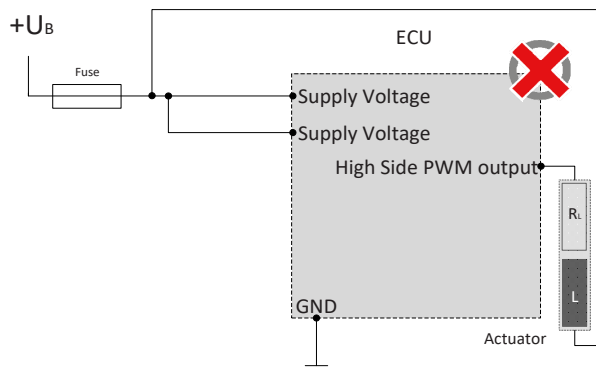 +UB
ECU
Fuse
Supply Voltage
Supply Voltage
High Side PWM output
RL
L
GND
Actuator